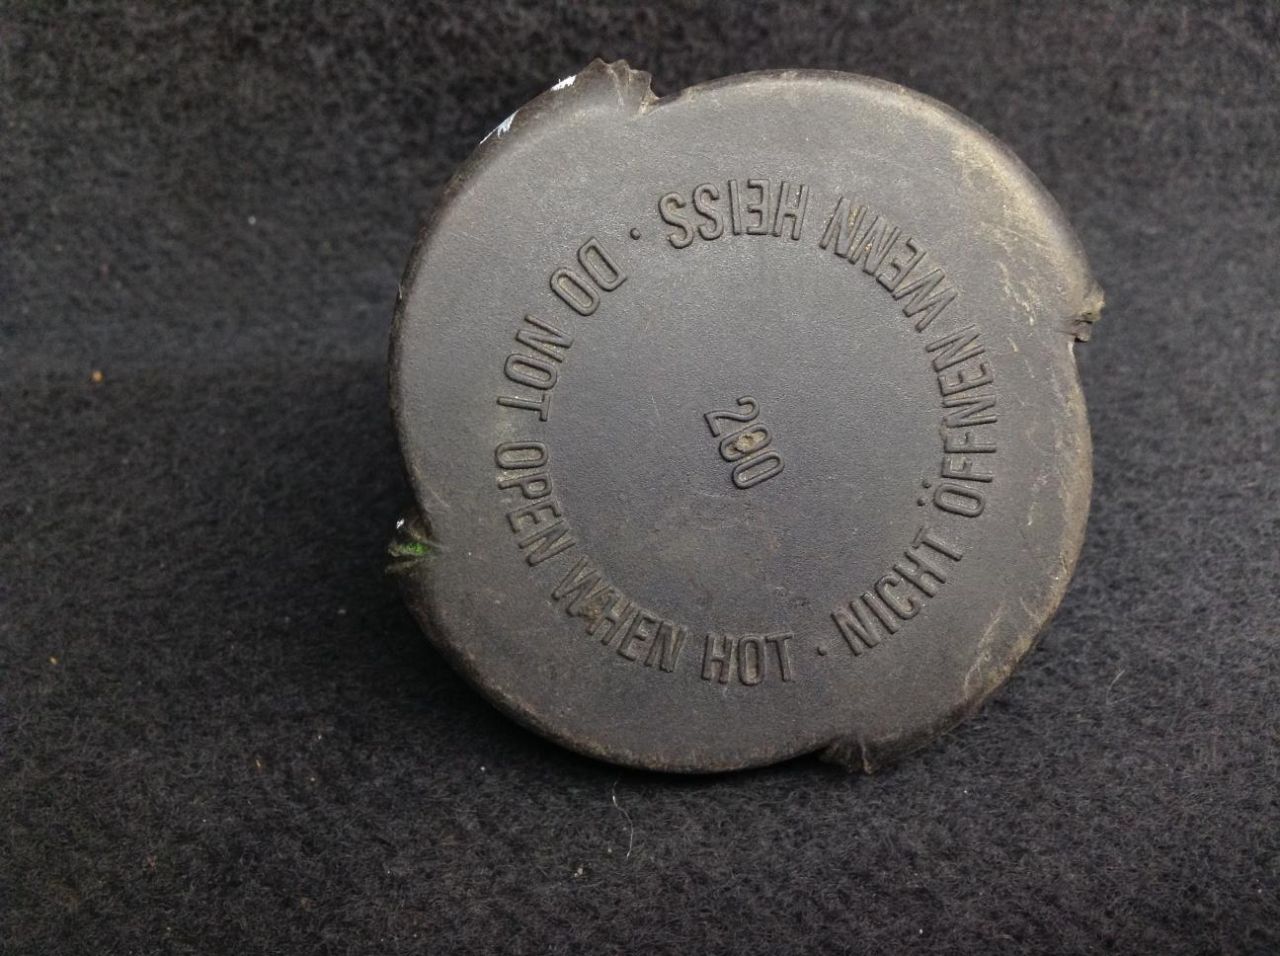 DO NOT OPEN WHEN HOT · NICHT ÖFFNEN WENN HEISS ·
200